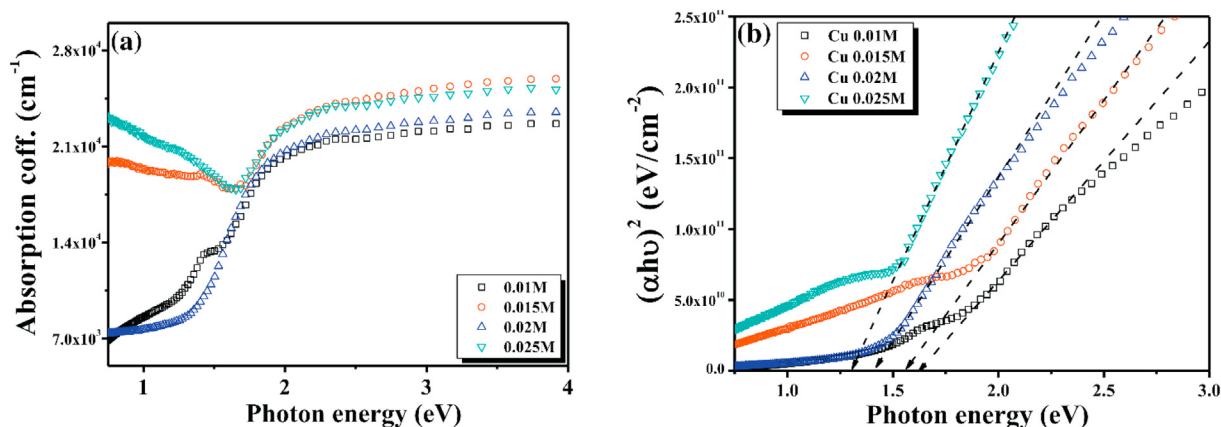 (a)
Absorption coff. (cm⁻¹)
2.8x10⁴
2.1x10⁴
1.4x10⁴
7.0x10³
0.01M
0.015M
0.02M
0.025M
1
2
3
4
Photon energy (eV)
(b)
(αhυ)² (eV/cm⁻²)
2.5x10¹¹
2.0x10¹¹
1.5x10¹¹
1.0x10¹¹
5.0x10¹⁰
0.0
Cu 0.01M
Cu 0.015M
Cu 0.02M
Cu 0.025M
1.0
1.5
2.0
2.5
3.0
Photon energy (eV)